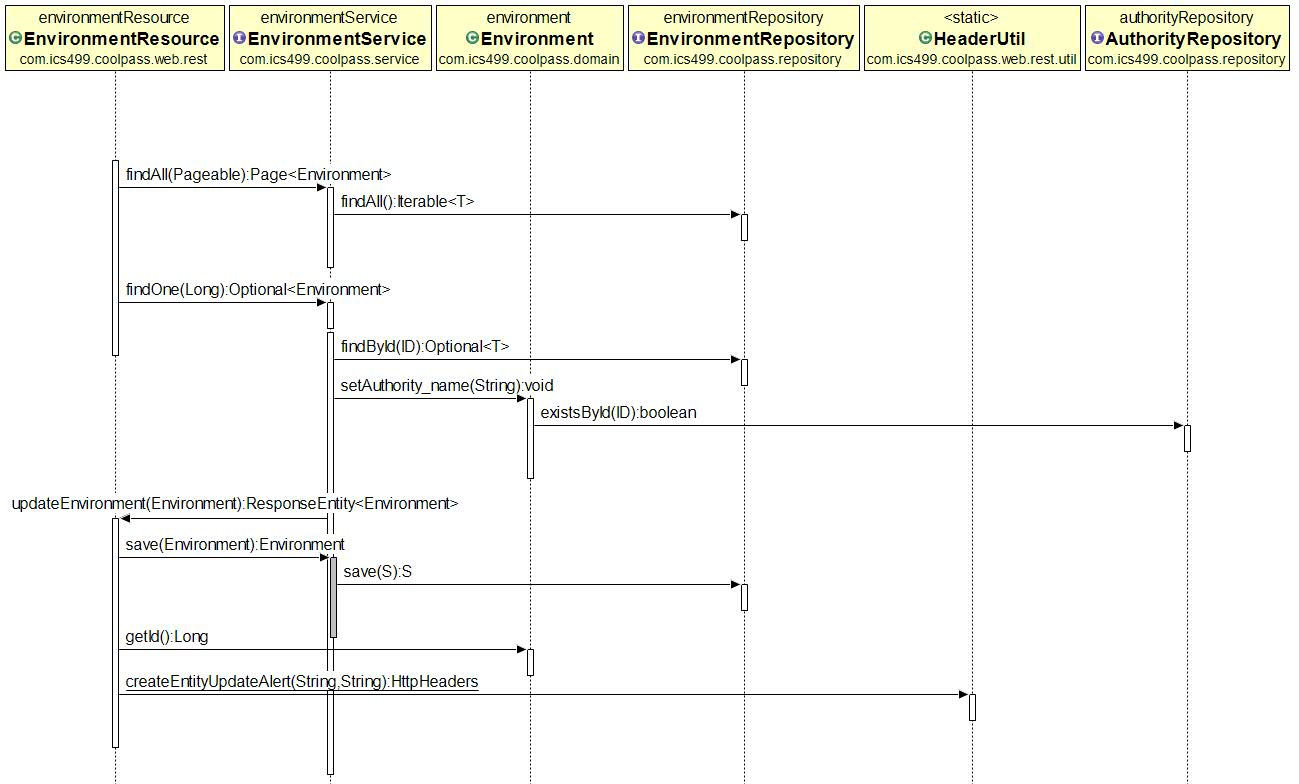 environmentResource
EnvironmentResource
com.ics499.coolpass.web.rest
environmentService
EnvironmentService
com.ics499.coolpass.service
environment
Environment
com.ics499.coolpass.domain
environmentRepository
EnvironmentRepository
com.ics499.coolpass.repository
<static>
HeaderUtil
com.ics499.coolpass.web.rest.util
authorityRepository
AuthorityRepository
com.ics499.coolpass.repository
findAll(Pageable):Page<Environment>
findAll():Iterable<T>
findOne(Long):Optional<Environment>
findById(ID):Optional<T>
setAuthority_name(String):void
existsById(ID):boolean
updateEnvironment(Environment):ResponseEntity<Environment>
save(Environment):Environment
save(S):S
getId():Long
createEntityUpdateAlert(String,String):HttpHeaders